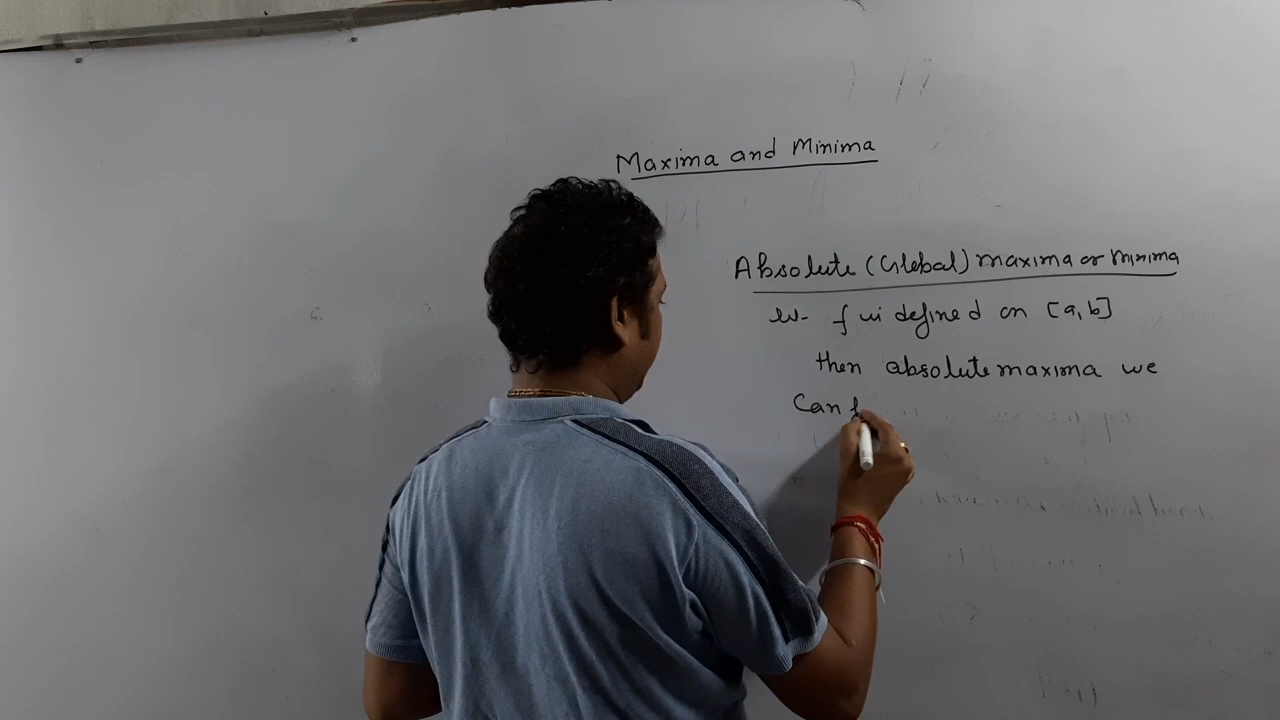 Maxima and Minima
Absolute (Global) maxima or minima
f is defined on [a,b]
then absolute maxima we
Can f